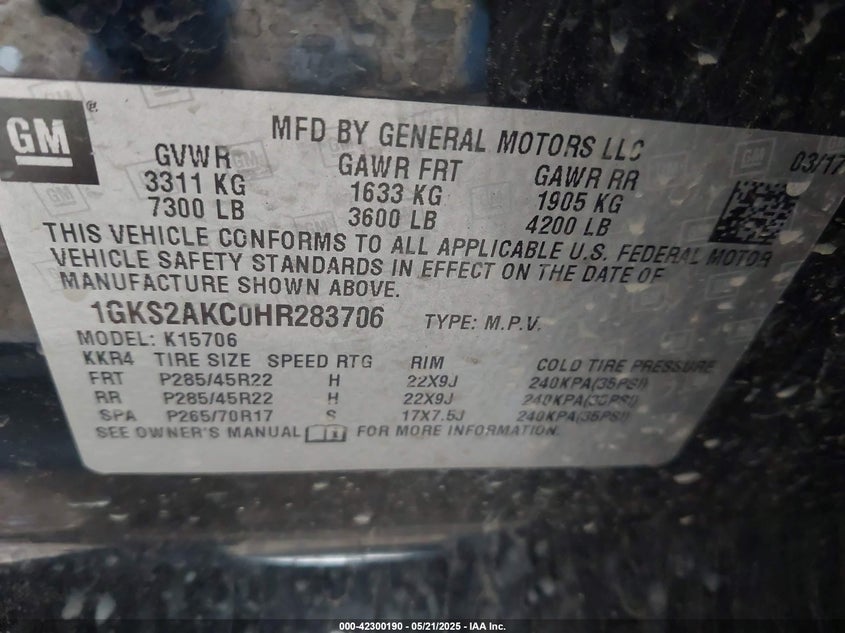 GM ®
MFD BY GENERAL MOTORS LLC
03/17
GVWR GAWR FRT GAWR RR
3311 KG 1633 KG 1905 KG
7300 LB 3600 LB 4200 LB
THIS VEHICLE CONFORMS TO ALL APPLICABLE U.S. FEDERAL MOTOR
VEHICLE SAFETY STANDARDS IN EFFECT ON THE DATE OF
MANUFACTURE SHOWN ABOVE.
1GKS2AKC0HR283706 TYPE: M.P.V.
MODEL: K15706
KKR4 TIRE SIZE SPEED RTG RIM COLD TIRE PRESSURE
FRT P285/45R22 H 22X9J 240KPA(35PSI)
RR P285/45R22 H 22X9J 240KPA(35PSI)
SPA P265/70R17 S 17X7.5J 240KPA(35PSI)
SEE OWNER'S MANUAL FOR MORE INFORMATION.
000-42300190 — 05/21/2025 — IAA Inc.